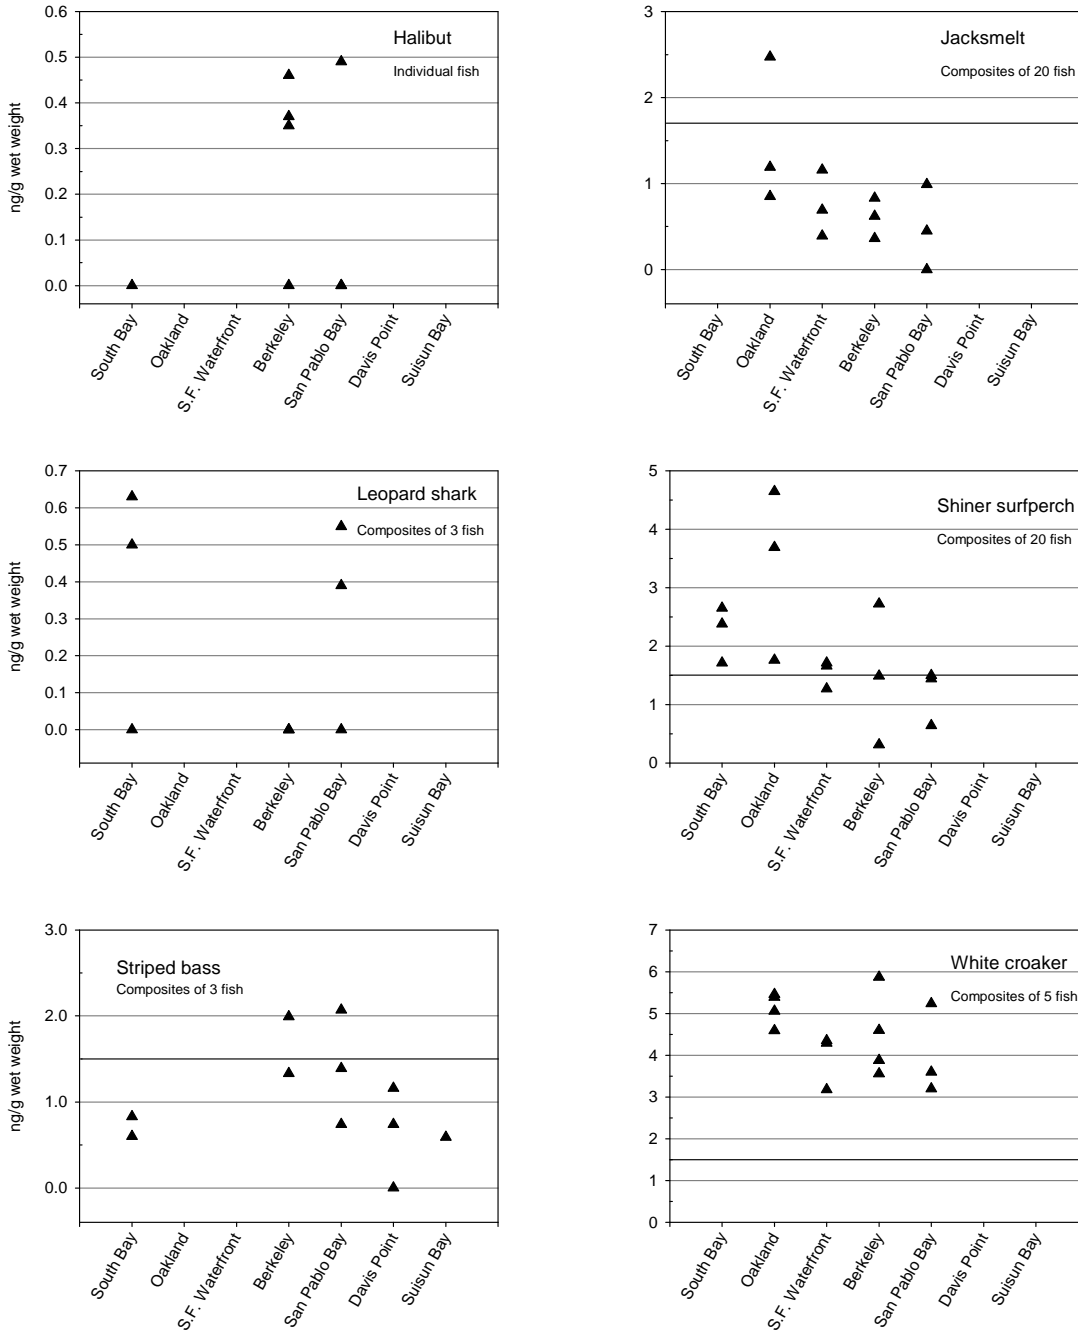 ng/g wet weight
0.6
0.5
0.4
0.3
0.2
0.1
0.0
Halibut
Individual fish
South Bay
Oakland
S.F. Waterfront
Berkeley
San Pablo Bay
Davis Point
Suisun Bay
3
2
1
0
Jacksmelt
Composites of 20 fish
South Bay
Oakland
S.F. Waterfront
Berkeley
San Pablo Bay
Davis Point
Suisun Bay
ng/g wet weight
0.7
0.6
0.5
0.4
0.3
0.2
0.1
0.0
Leopard shark
Composites of 3 fish
South Bay
Oakland
S.F. Waterfront
Berkeley
San Pablo Bay
Davis Point
Suisun Bay
5
4
3
2
1
0
Shiner surfperch
Composites of 20 fish
South Bay
Oakland
S.F. Waterfront
Berkeley
San Pablo Bay
Davis Point
Suisun Bay
ng/g wet weight
3.0
2.0
1.0
0.0
Striped bass
Composites of 3 fish
South Bay
Oakland
S.F. Waterfront
Berkeley
San Pablo Bay
Davis Point
Suisun Bay
7
6
5
4
3
2
1
0
White croaker
Composites of 5 fish
South Bay
Oakland
S.F. Waterfront
Berkeley
San Pablo Bay
Davis Point
Suisun Bay